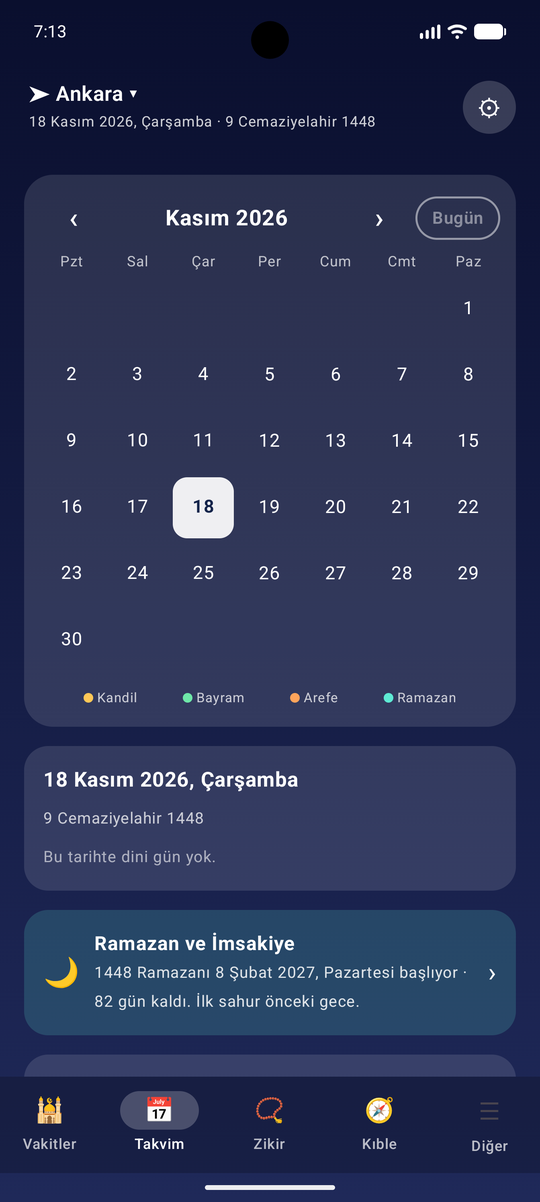 7:13
Ankara ▾
18 Kasım 2026, Çarşamba · 9 Cemaziyelahir 1448
‹ Kasım 2026 › Bugün
Pzt Sal Çar Per Cum Cmt Paz
1
2 3 4 5 6 7 8
9 10 11 12 13 14 15
16 17 18 19 20 21 22
23 24 25 26 27 28 29
30
Kandil Bayram Arefe Ramazan
18 Kasım 2026, Çarşamba
9 Cemaziyelahir 1448
Bu tarihte dini gün yok.
Ramazan ve İmsakiye
1448 Ramazanı 8 Şubat 2027, Pazartesi başlıyor ·
82 gün kaldı. İlk sahur önceki gece.
July
17
Vakitler Takvim Zikir Kıble Diğer